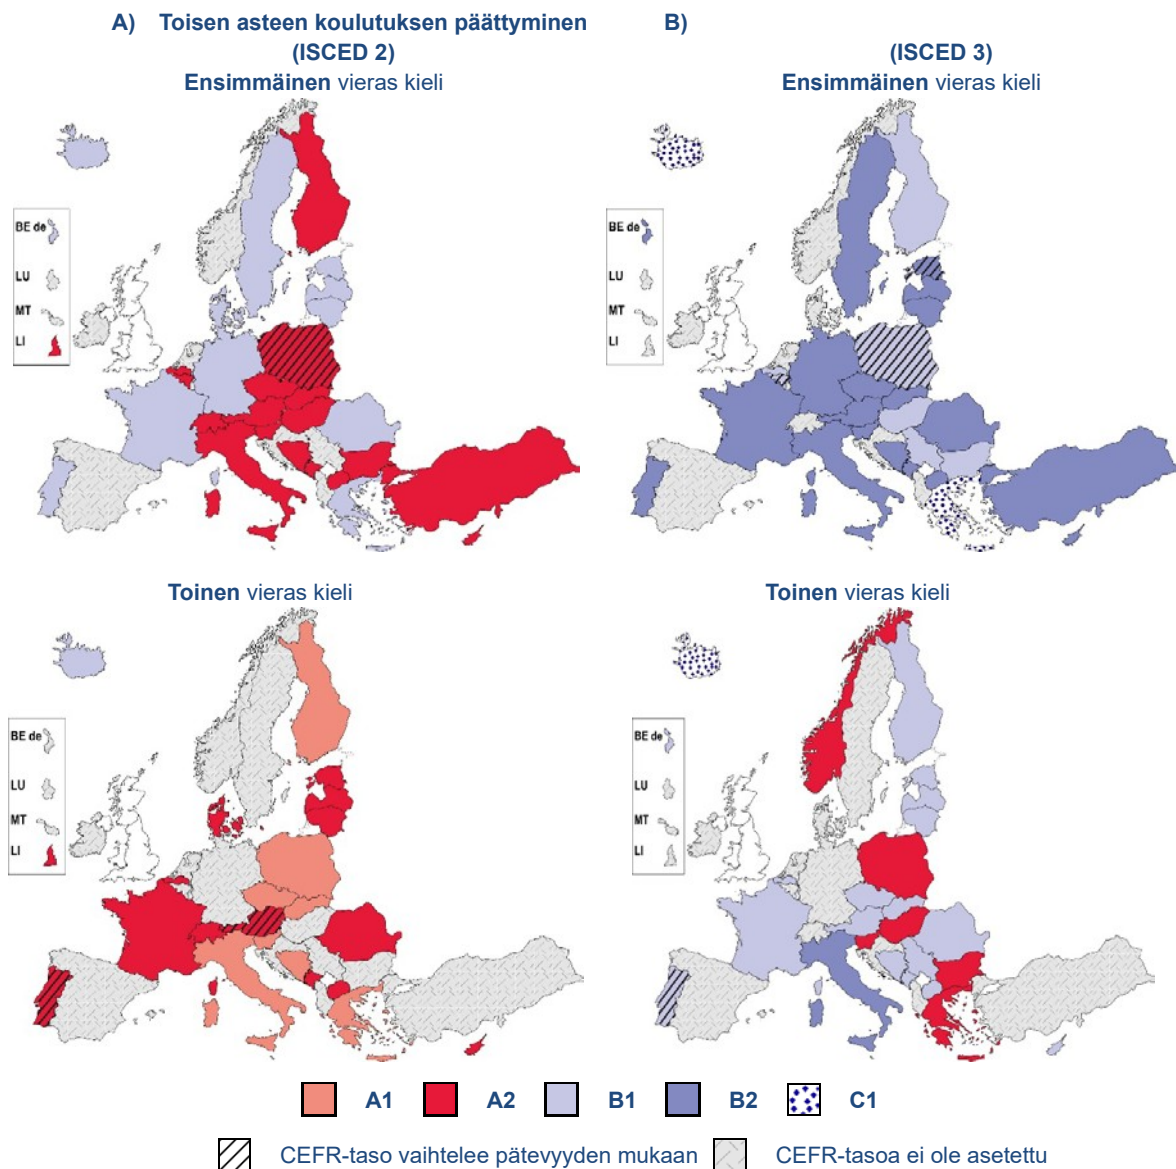 A) Toisen asteen koulutuksen päättyminen
(ISCED 2)
Ensimmäinen vieras kieli
B)
(ISCED 3)
Ensimmäinen vieras kieli
BE de
LU
MT
LI
BE de
LU
MT
LI
Toinen vieras kieli
Toinen vieras kieli
BE de
LU
MT
LI
BE de
LU
MT
LI
A1 A2 B1 B2 C1
CEFR-taso vaihtelee pätevyyden mukaan CEFR-tasoa ei ole asetettu